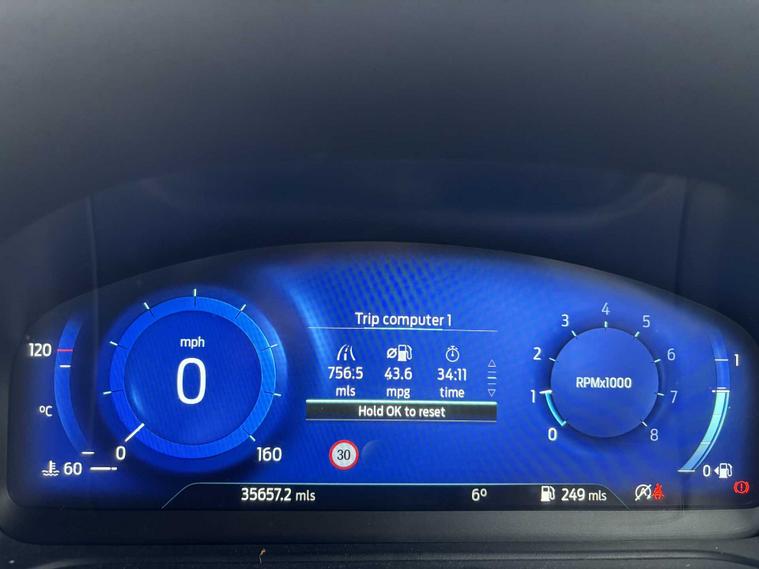 Trip computer 1
756.5 43.6 34:11
mls mpg time
Hold OK to reset
mph
0
0 160
120
ºC
60
30
0 1 2 3 4 5 6 7 8
RPMx1000
1
0
35657.2 mls 6º 249 mls